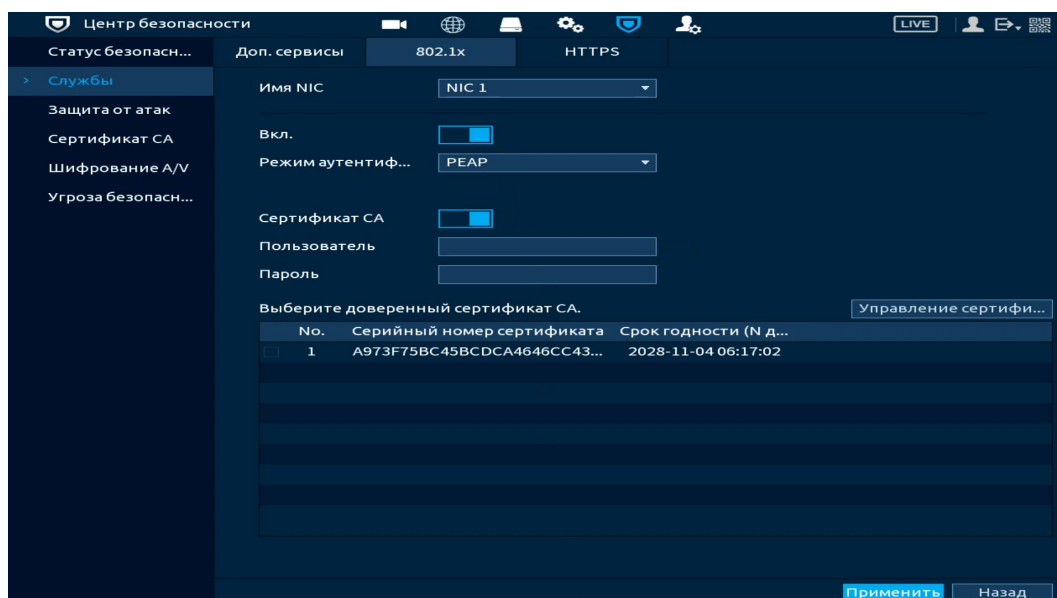 Центр безопасности
LIVE
Статус безопасн...
Службы
Защита от атак
Сертификат CA
Шифрование A/V
Угроза безопасн...
Доп. сервисы
802.1x
HTTPS
Имя NIC
NIC 1
Вкл.
Режим аутентиф...
PEAP
Сертификат CA
Пользователь
Пароль
Выберите доверенный сертификат CA.
Управление сертифи...
No. Серийный номер сертификата Срок годности (N д...
1 A973F75BC45BCDCA4646CC43... 2028-11-04 06:17:02
Применить
Назад